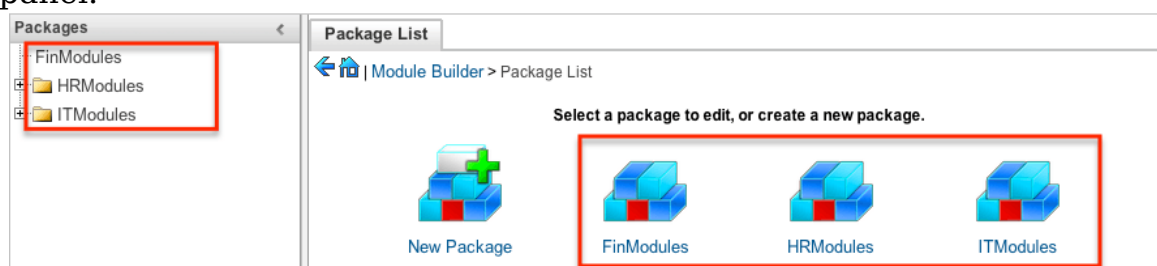 panel.
Packages <
FinModules
HRModules
ITModules
Package List
| Module Builder > Package List
Select a package to edit, or create a new package.
New Package FinModules HRModules ITModules